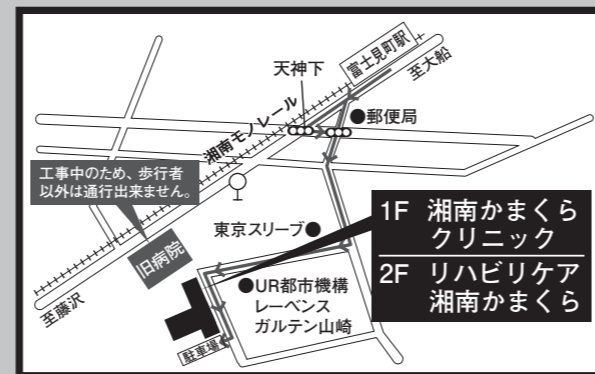 富士見町駅
至大船
天神下
●郵便局
湘南モノレール
工事中のため、歩行者
以外は通行出来ません。
東京スリーブ●
旧病院
1F 湘南かまくら
クリニック
2F リハビリケア
湘南かまくら
●UR都市機構
レーベンス
ガルテン山崎
至藤沢
駐車場